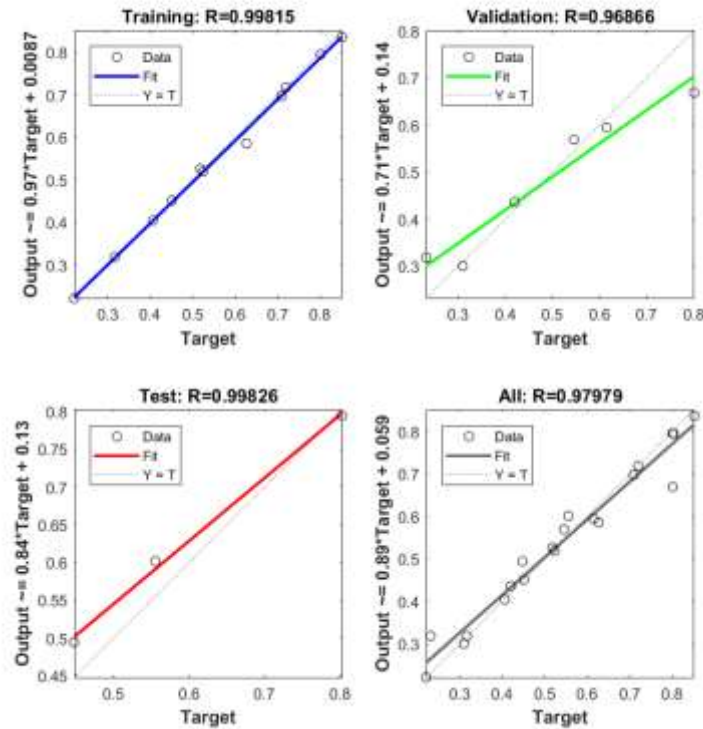 Training: R=0.99815
Output ~= 0.97*Target + 0.0087
0.8
0.7
0.6
0.5
0.4
0.3
Data
Fit
Y = T
0.3 0.4 0.5 0.6 0.7 0.8
Target
Validation: R=0.96866
Output ~= 0.71*Target + 0.14
0.8
0.7
0.6
0.5
0.4
0.3
Data
Fit
Y = T
0.3 0.4 0.5 0.6 0.7 0.8
Target
Test: R=0.99826
Output ~= 0.84*Target + 0.13
0.8
0.75
0.7
0.65
0.6
0.55
0.5
0.45
Data
Fit
Y = T
0.5 0.6 0.7 0.8
Target
All: R=0.97979
Output ~= 0.89*Target + 0.059
0.8
0.7
0.6
0.5
0.4
0.3
Data
Fit
Y = T
0.3 0.4 0.5 0.6 0.7 0.8
Target